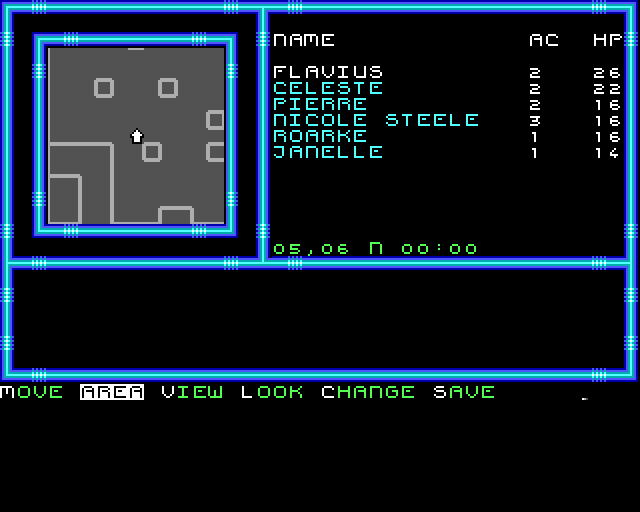 NAME AC HP
FLAVIUS 2 26
CELESTE 2 22
PIERRE 2 16
NICOLE STEELE 3 16
ROARKE 1 16
JANELLE 1 14
05,06 N 00:00
MOVE AREA VIEW LOOK CHANGE SAVE